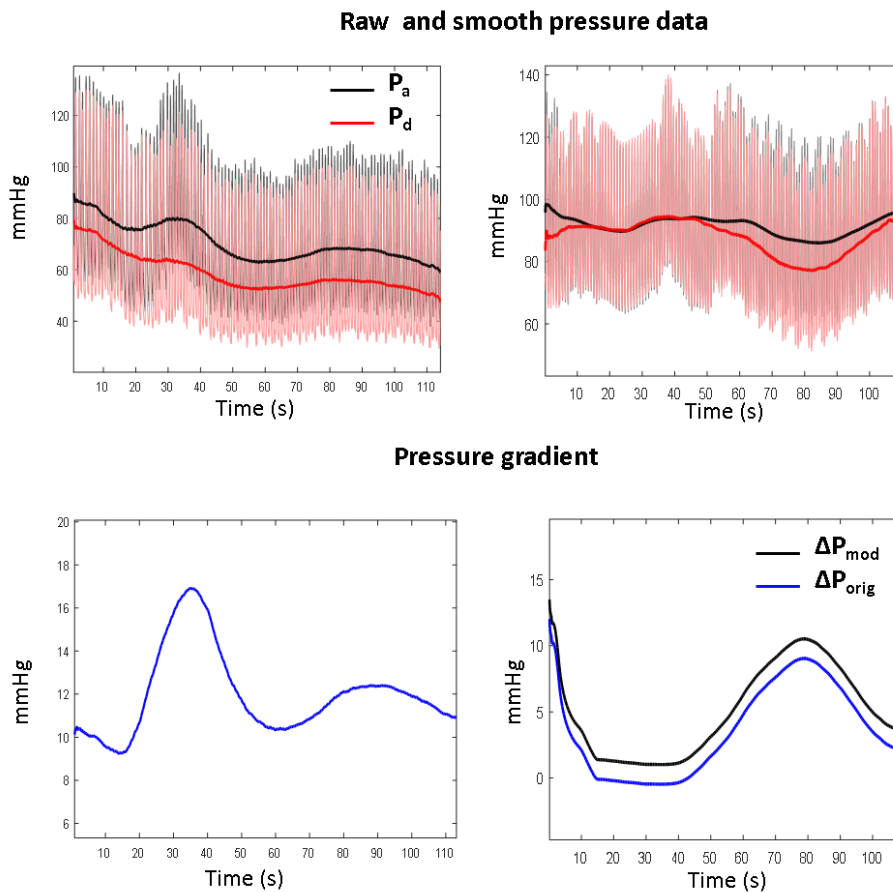 Raw and smooth pressure data
Pa
Pd
mmHg
120
100
80
60
40
10 20 30 40 50 60 70 80 90 100 110
Time (s)
mmHg
140
120
100
80
60
10 20 30 40 50 60 70 80 90 100
Time (s)
Pressure gradient
mmHg
20
18
16
14
12
10
8
6
10 20 30 40 50 60 70 80 90 100 110
Time (s)
ΔPmod
ΔPorig
mmHg
15
10
5
0
10 20 30 40 50 60 70 80 90 100
Time (s)